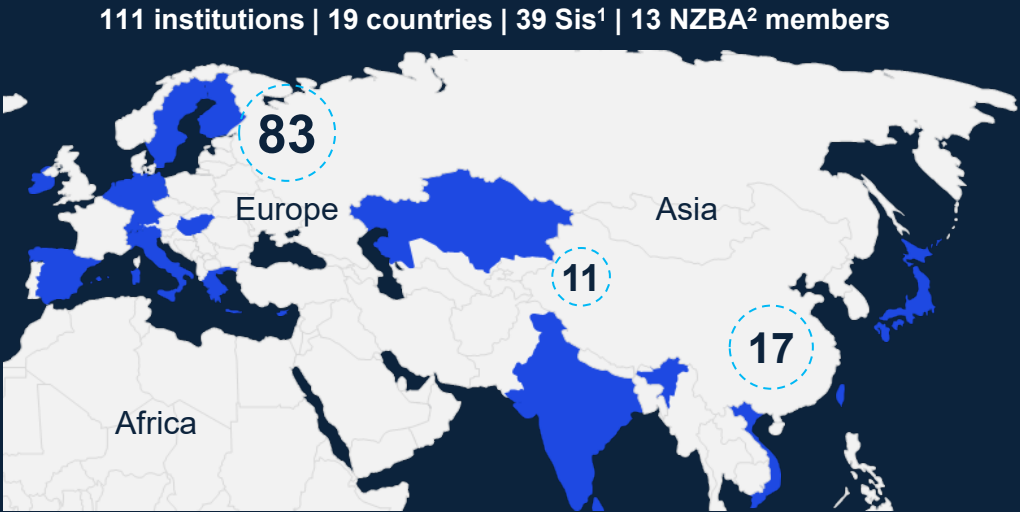 111 institutions | 19 countries | 39 Sis¹ | 13 NZBA² members
83
Europe
Asia
11
17
Africa